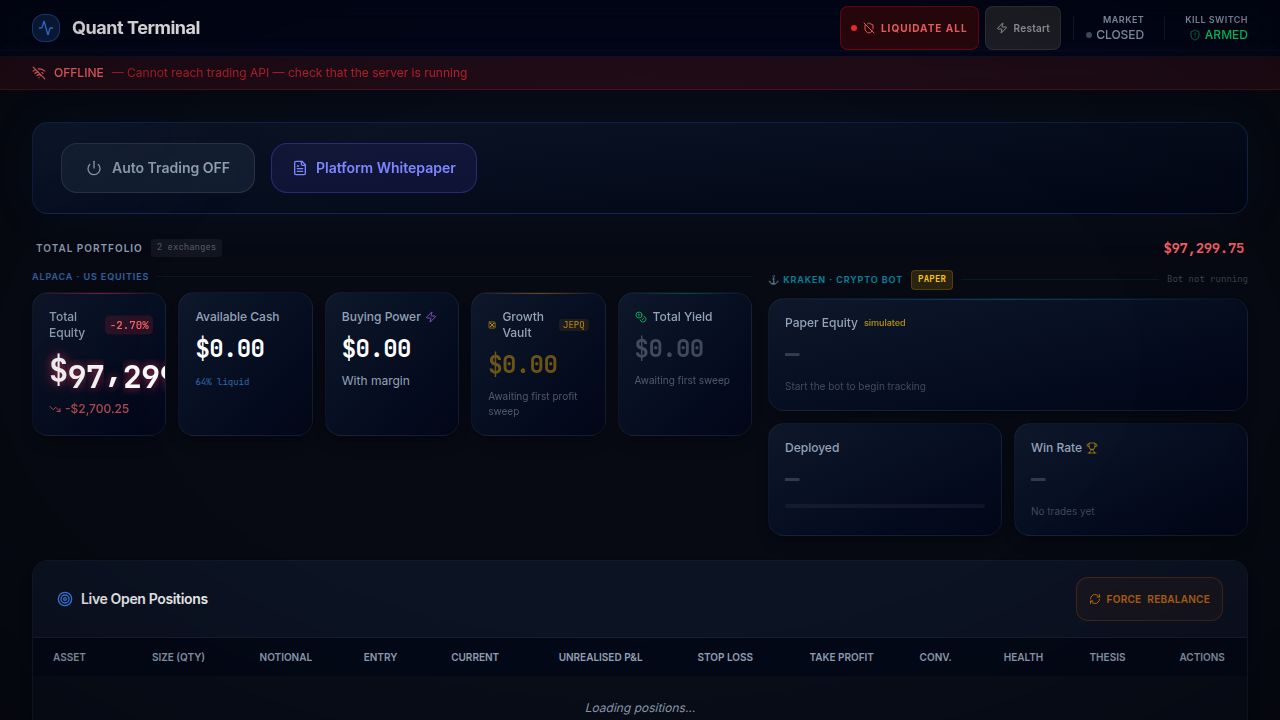 Quant Terminal
LIQUIDATE ALL
Restart
MARKET
CLOSED
KILL SWITCH
ARMED
OFFLINE — Cannot reach trading API — check that the server is running
Auto Trading OFF
Platform Whitepaper
TOTAL PORTFOLIO 2 exchanges
$97,299.75
ALPACA · US EQUITIES
Total Equity
-2.70%
$97,29
-$2,700.25
Available Cash
$0.00
64% liquid
Buying Power
$0.00
With margin
Growth Vault
JEPQ
$0.00
Awaiting first profit
sweep
Total Yield
$0.00
Awaiting first sweep
KRAKEN · CRYPTO BOT PAPER
Bot not running
Paper Equity simulated
—
Start the bot to begin tracking
Deployed
—
Win Rate
—
No trades yet
Live Open Positions
FORCE REBALANCE
ASSET SIZE (QTY) NOTIONAL ENTRY CURRENT UNREALISED P&L STOP LOSS TAKE PROFIT CONV. HEALTH THESIS ACTIONS
Loading positions...